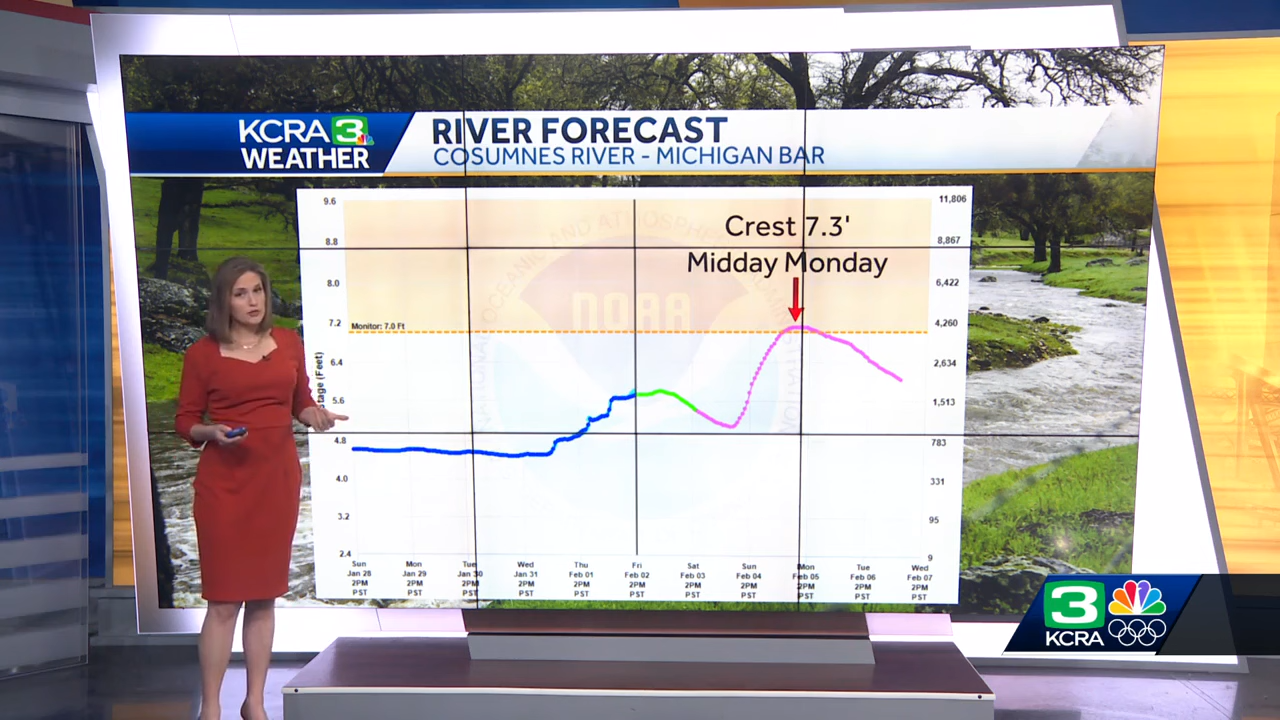 KCRA 3
WEATHER
RIVER FORECAST
COSUMNES RIVER - MICHIGAN BAR
Crest 7.3'
Midday Monday
NOAA
Monitor: 7.0 Ft
9.6
8.8
8.0
7.2
6.4
5.6
4.8
4.0
3.2
2.4
11,806
8,867
6,422
4,260
2,634
1,513
783
331
95
9
Sun Mon Tue Wed Thu Fri Sat Sun Mon Tue Wed
Jan 28 Jan 29 Jan 30 Jan 31 Feb 01 Feb 02 Feb 03 Feb 04 Feb 05 Feb 06 Feb 07
2PM 2PM 2PM 2PM 2PM 2PM 2PM 2PM 2PM 2PM 2PM
PST PST PST PST PST PST PST PST PST PST PST
(Feet)
3
KCRA